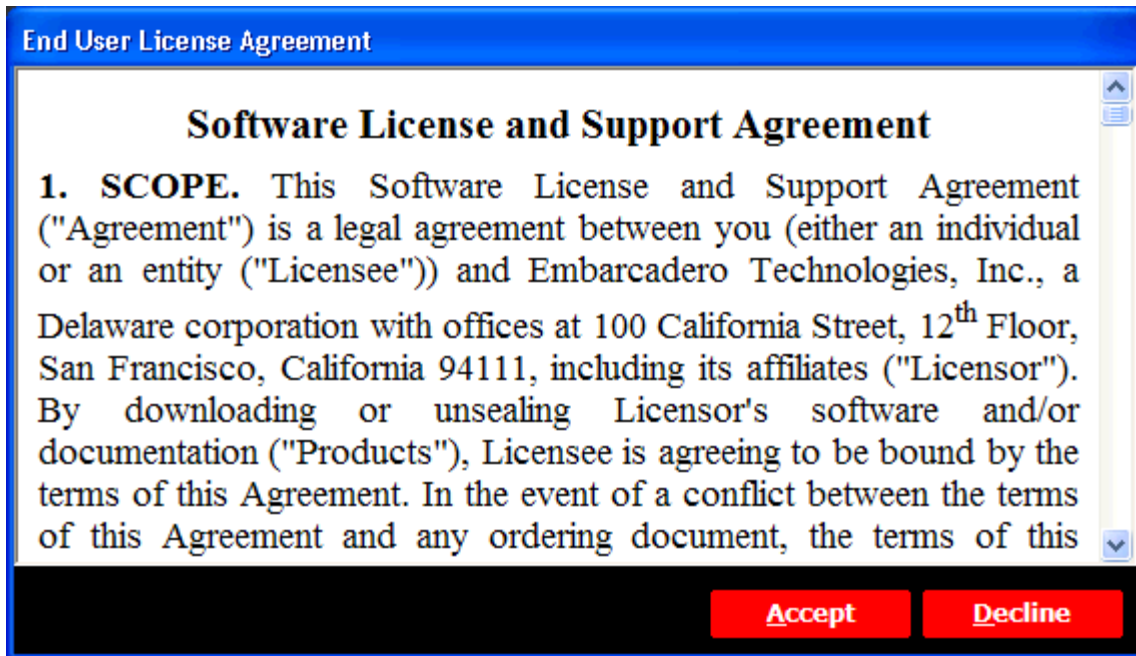 End User License Agreement
Software License and Support Agreement
1. SCOPE. This Software License and Support Agreement
("Agreement") is a legal agreement between you (either an individual
or an entity ("Licensee")) and Embarcadero Technologies, Inc., a
Delaware corporation with offices at 100 California Street, 12th Floor,
San Francisco, California 94111, including its affiliates ("Licensor").
By downloading or unsealing Licensor's software and/or
documentation ("Products"), Licensee is agreeing to be bound by the
terms of this Agreement. In the event of a conflict between the terms
of this Agreement and any ordering document, the terms of this
Accept Decline